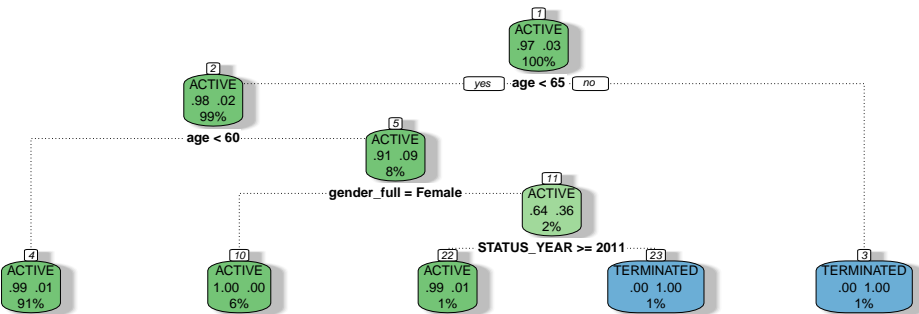 1
ACTIVE
.97 .03
100%
yes age < 65 no
2
ACTIVE
.98 .02
99%
age < 60
5
ACTIVE
.91 .09
8%
gender_full = Female
11
ACTIVE
.64 .36
2%
STATUS_YEAR >= 2011
4
ACTIVE
.99 .01
91%
10
ACTIVE
1.00 .00
6%
22
ACTIVE
.99 .01
1%
23
TERMINATED
.00 1.00
1%
3
TERMINATED
.00 1.00
1%